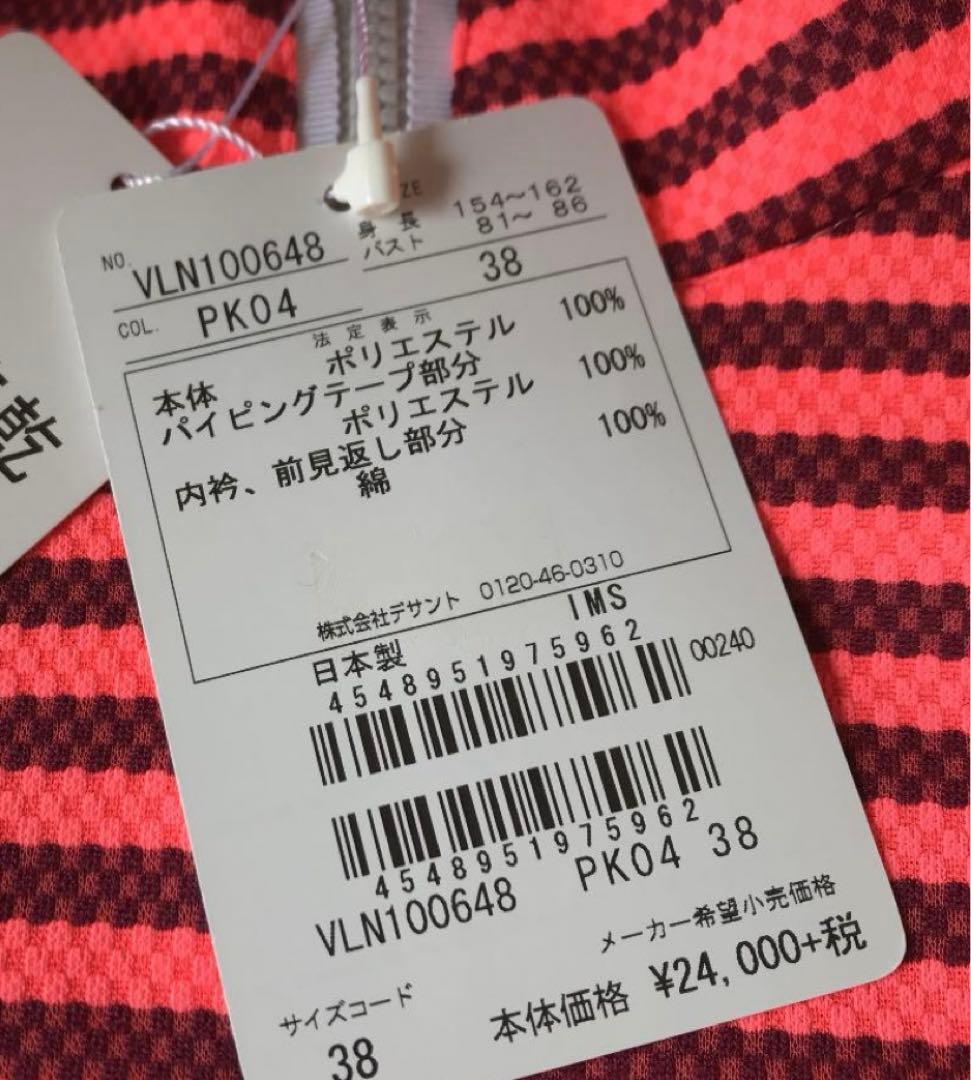 乾
NO. VLN100648
COL. PK04
ZE
身長 154～162
バスト 81～ 86
38
法定表示
本体 ポリエステル 100%
パイピングテープ部分
ポリエステル 100%
内衿、前見返し部分
綿 100%
株式会社デサント 0120-46-0310
日本製 IMS
4548951975962
00240
4548951975962
VLN100648 PK04 38
メーカー希望小売価格
サイズコード 本体価格 ¥24,000+税
38